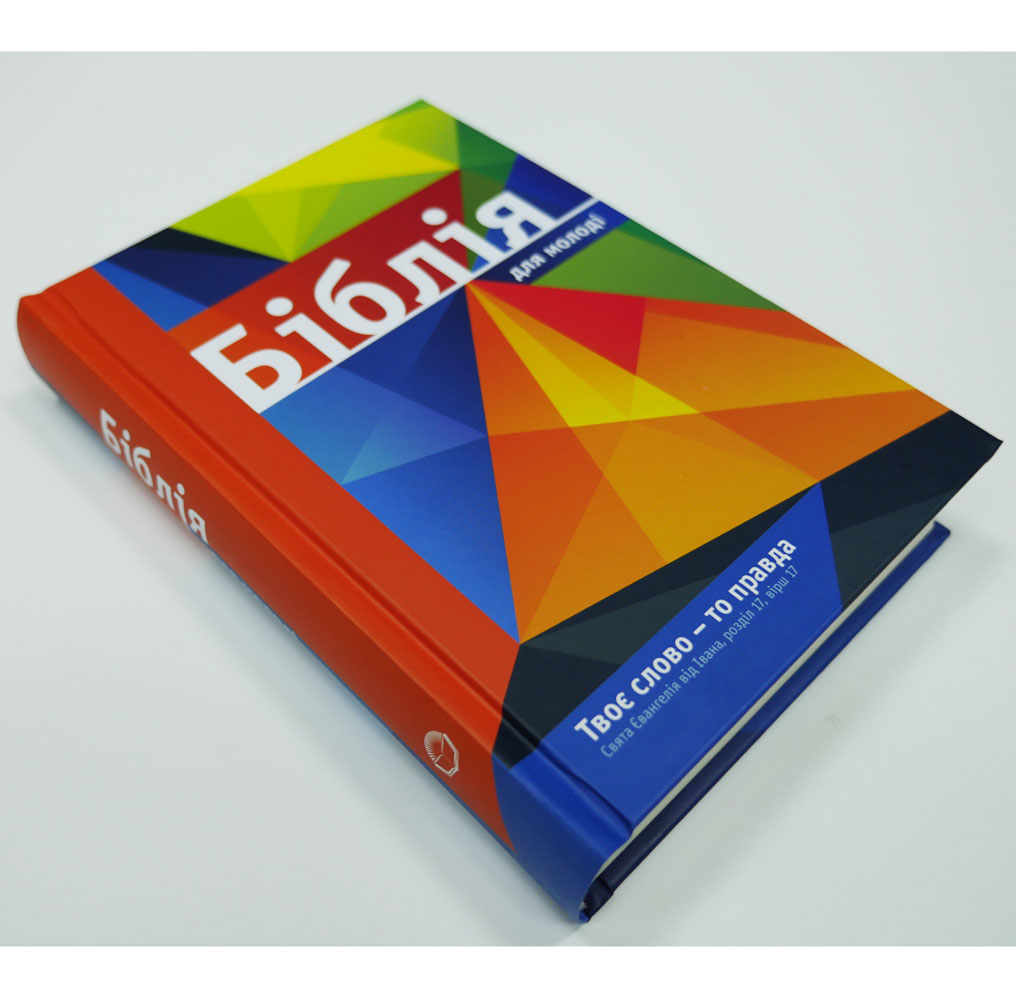 Біблія
для молоді
Біблія
Твоє слово – то правда
Свята Євангелія від Івана, розділ 17, вірш 17